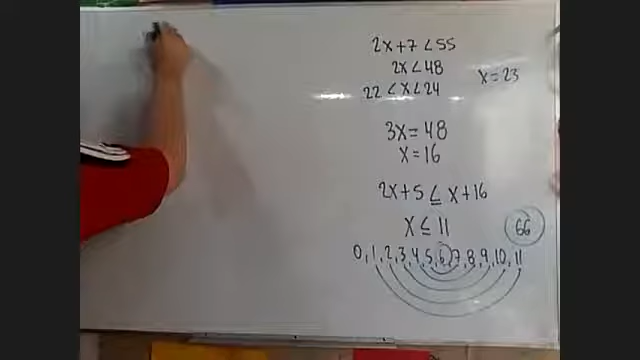 2x+7<55
2x<48
22<x<24
x=23
3x=48
x=16
2x+5≤x+16
x≤11
66
0,1,2,3,4,5,6,7,8,9,10,11